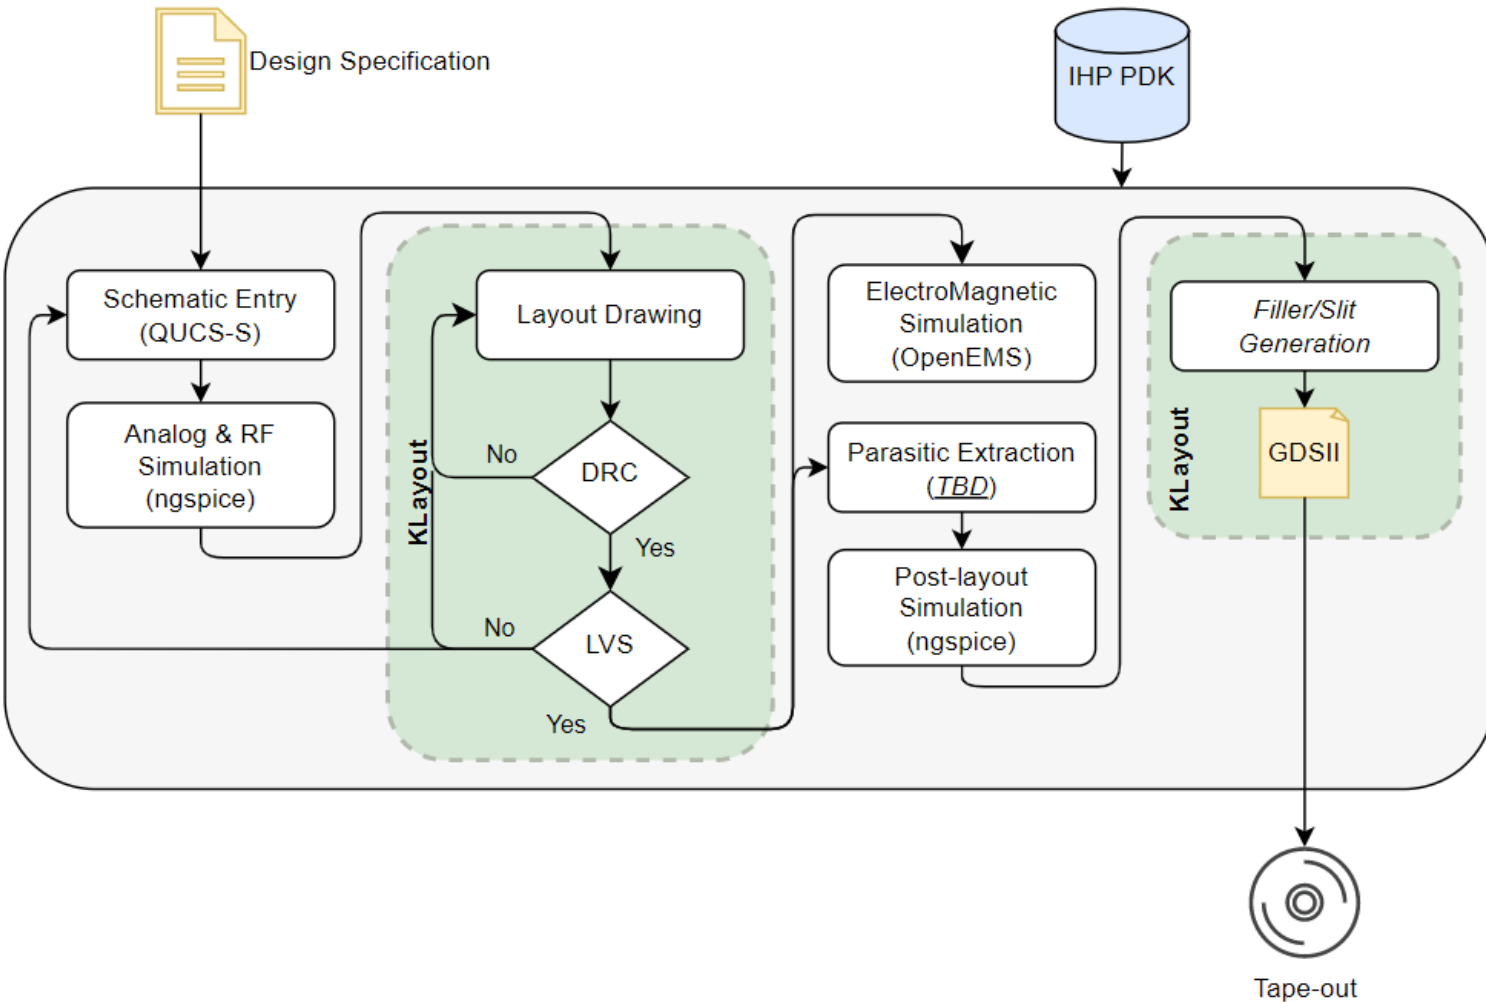 Design Specification
IHP PDK
Schematic Entry
(QUCS-S)
Analog & RF
Simulation
(ngspice)
KLayout
Layout Drawing
No
DRC
Yes
No
LVS
Yes
ElectroMagnetic
Simulation
(OpenEMS)
Parasitic Extraction
(TBD)
Post-layout
Simulation
(ngspice)
KLayout
Filler/Slit
Generation
GDSII
Tape-out